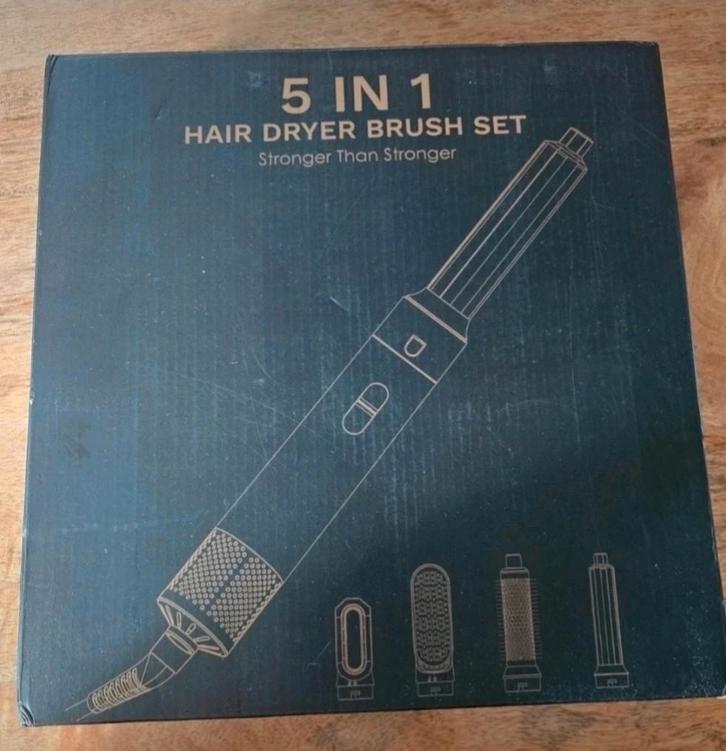 5 IN 1
HAIR DRYER BRUSH SET
Stronger Than Stronger